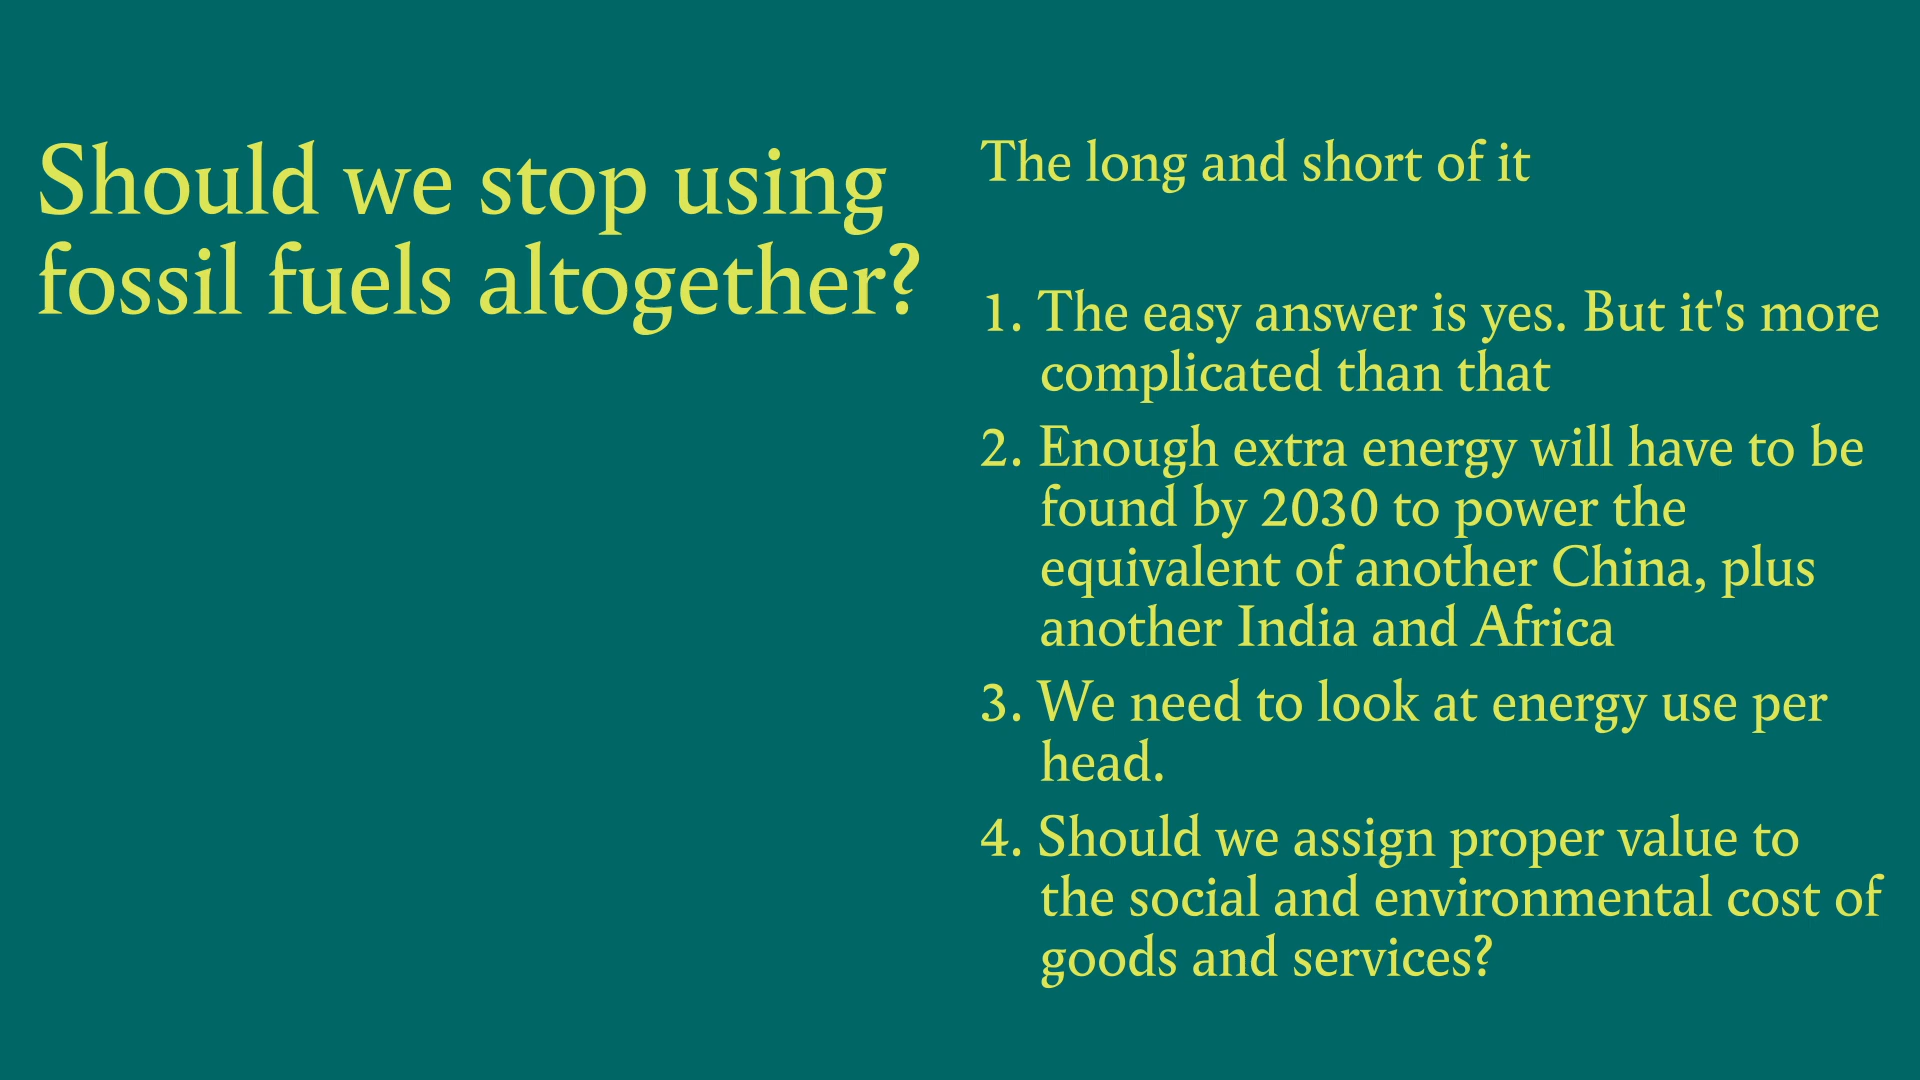 Should we stop using
fossil fuels altogether?
The long and short of it
1. The easy answer is yes. But it's more
complicated than that
2. Enough extra energy will have to be
found by 2030 to power the
equivalent of another China, plus
another India and Africa
3. We need to look at energy use per
head.
4. Should we assign proper value to
the social and environmental cost of
goods and services?